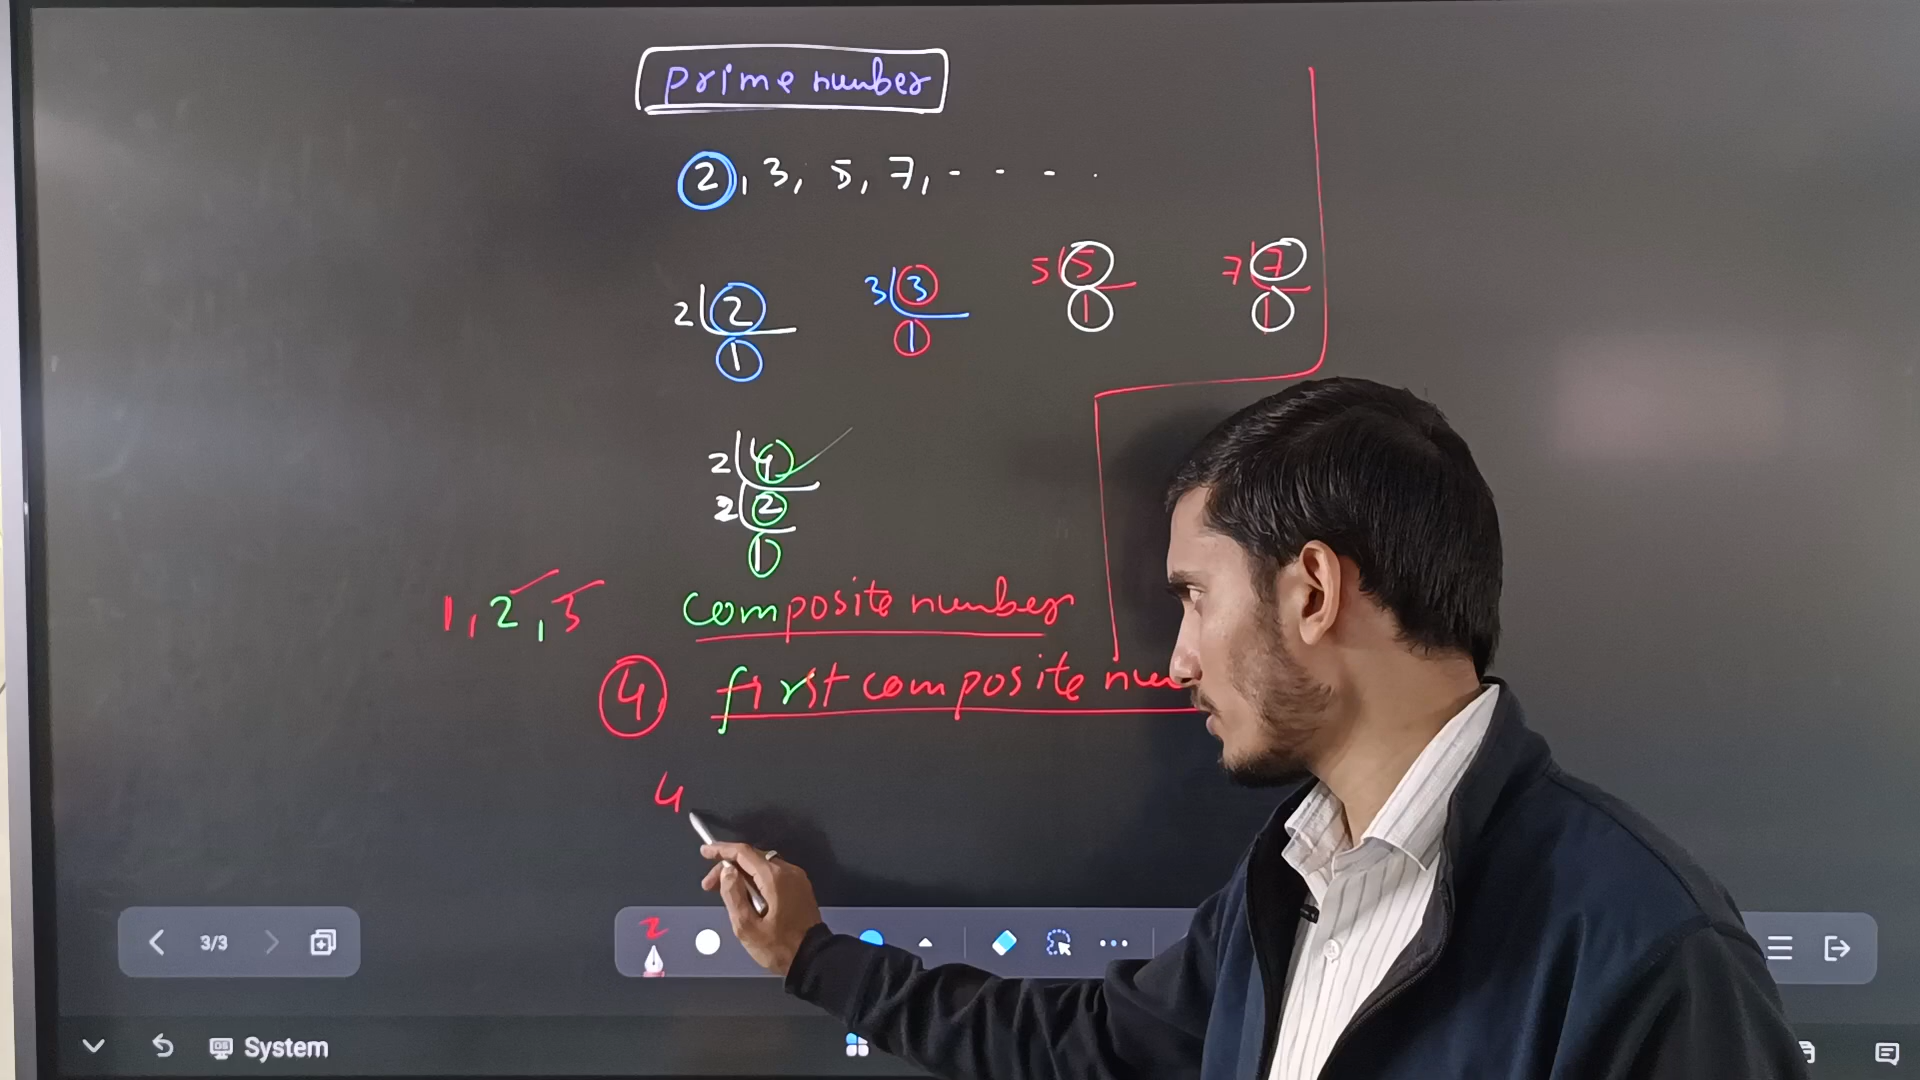 prime number
2, 3, 5, 7, - - - .
2 2 3 3 5 5 7 7
1 1 1 1
2 4
2 2
1
1, 2, 3 composite number
4 first composite
4
3/3 2
System